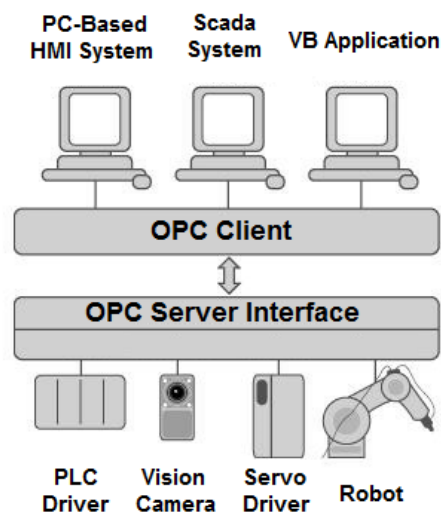 PC-Based
HMI System
Scada
System
VB Application
OPC Client
OPC Server Interface
PLC
Driver
Vision
Camera
Servo
Driver
Robot